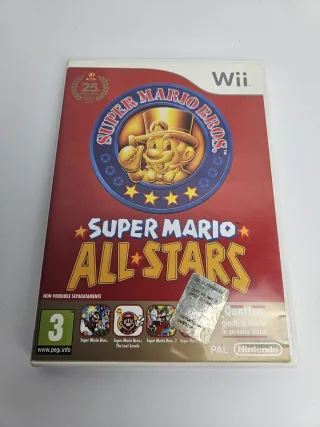 Wii
25
SUPER MARIO BROS.
SUPER MARIO
ALL★STARS
NON VENDIBILE SEPARATAMENTE
3
www.pegi.info
Super Mario Bros.
Super Mario Bros.:
The Lost Levels
Super Mario Bros. 2
Quattro
PAL
Nintendo